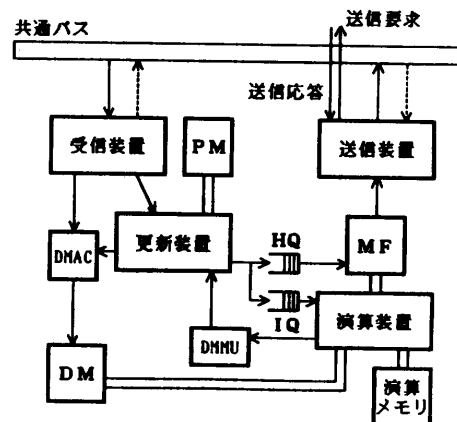 共通バス
送信要求
送信応答
受信装置
PM
送信装置
更新装置
HQ
MF
DMAC
IQ
演算装置
DMMU
DM
演算
メモリ